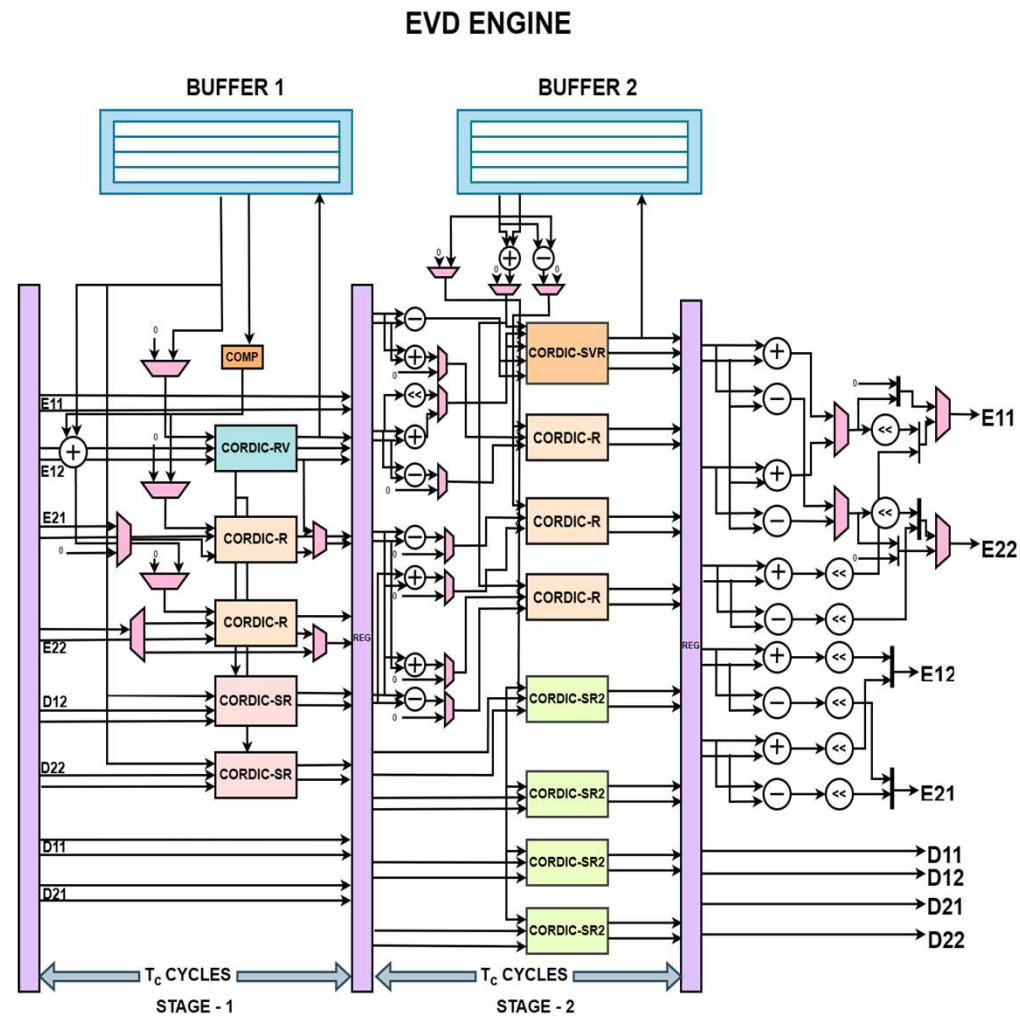 EVD ENGINE
BUFFER 1
BUFFER 2
0
0
0
0
COMP
CORDIC-SVR
+
−
−
+
0
<<
+
−
0
E11
E12
+
0
CORDIC-RV
CORDIC-R
E21
0
CORDIC-R
0
CORDIC-R
−
0
+
0
CORDIC-R
CORDIC-R
E22
REG
REG
+
0
−
0
D12
CORDIC-SR
CORDIC-SR2
D22
CORDIC-SR
CORDIC-SR2
D11
CORDIC-SR2
D21
CORDIC-SR2
+
−
0
<<
E11
+
−
<<
0
E22
+
<<
−
<<
+
<<
E12
−
<<
+
<<
−
<<
E21
D11
D12
D21
D22
TC CYCLES
TC CYCLES
STAGE - 1
STAGE - 2